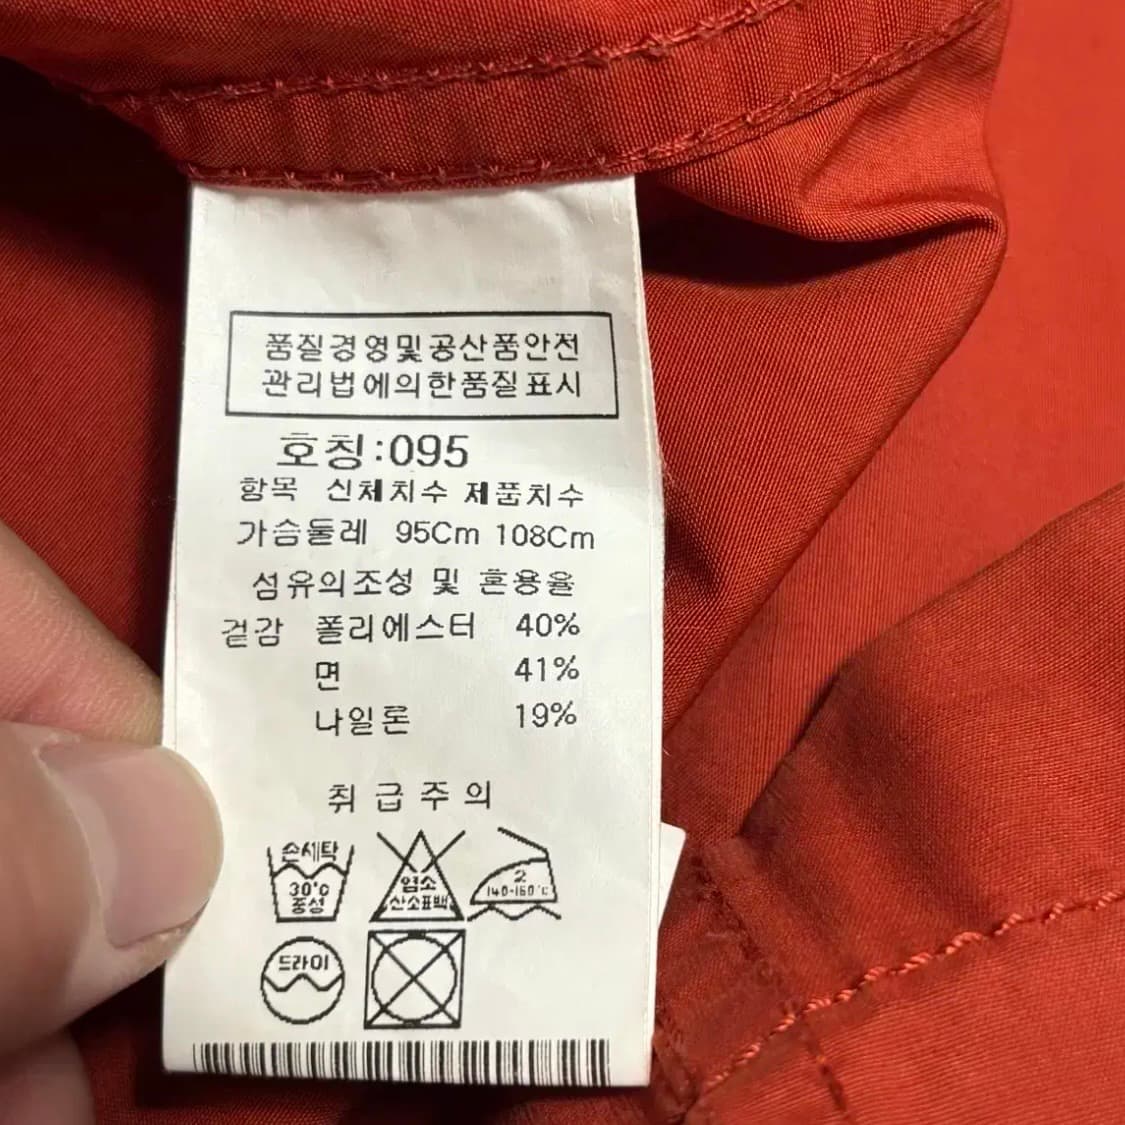 품질경영및공산품안전
관리법에의한품질표시
호칭:095
항목 신체치수 제품치수
가슴둘레 95Cm 108Cm
섬유의조성 및 혼용율
겉감 폴리에스터 40%
면 41%
나일론 19%
취급주의
손세탁
30°C
중성
염소
산소표백
2
140-160°C
드라이